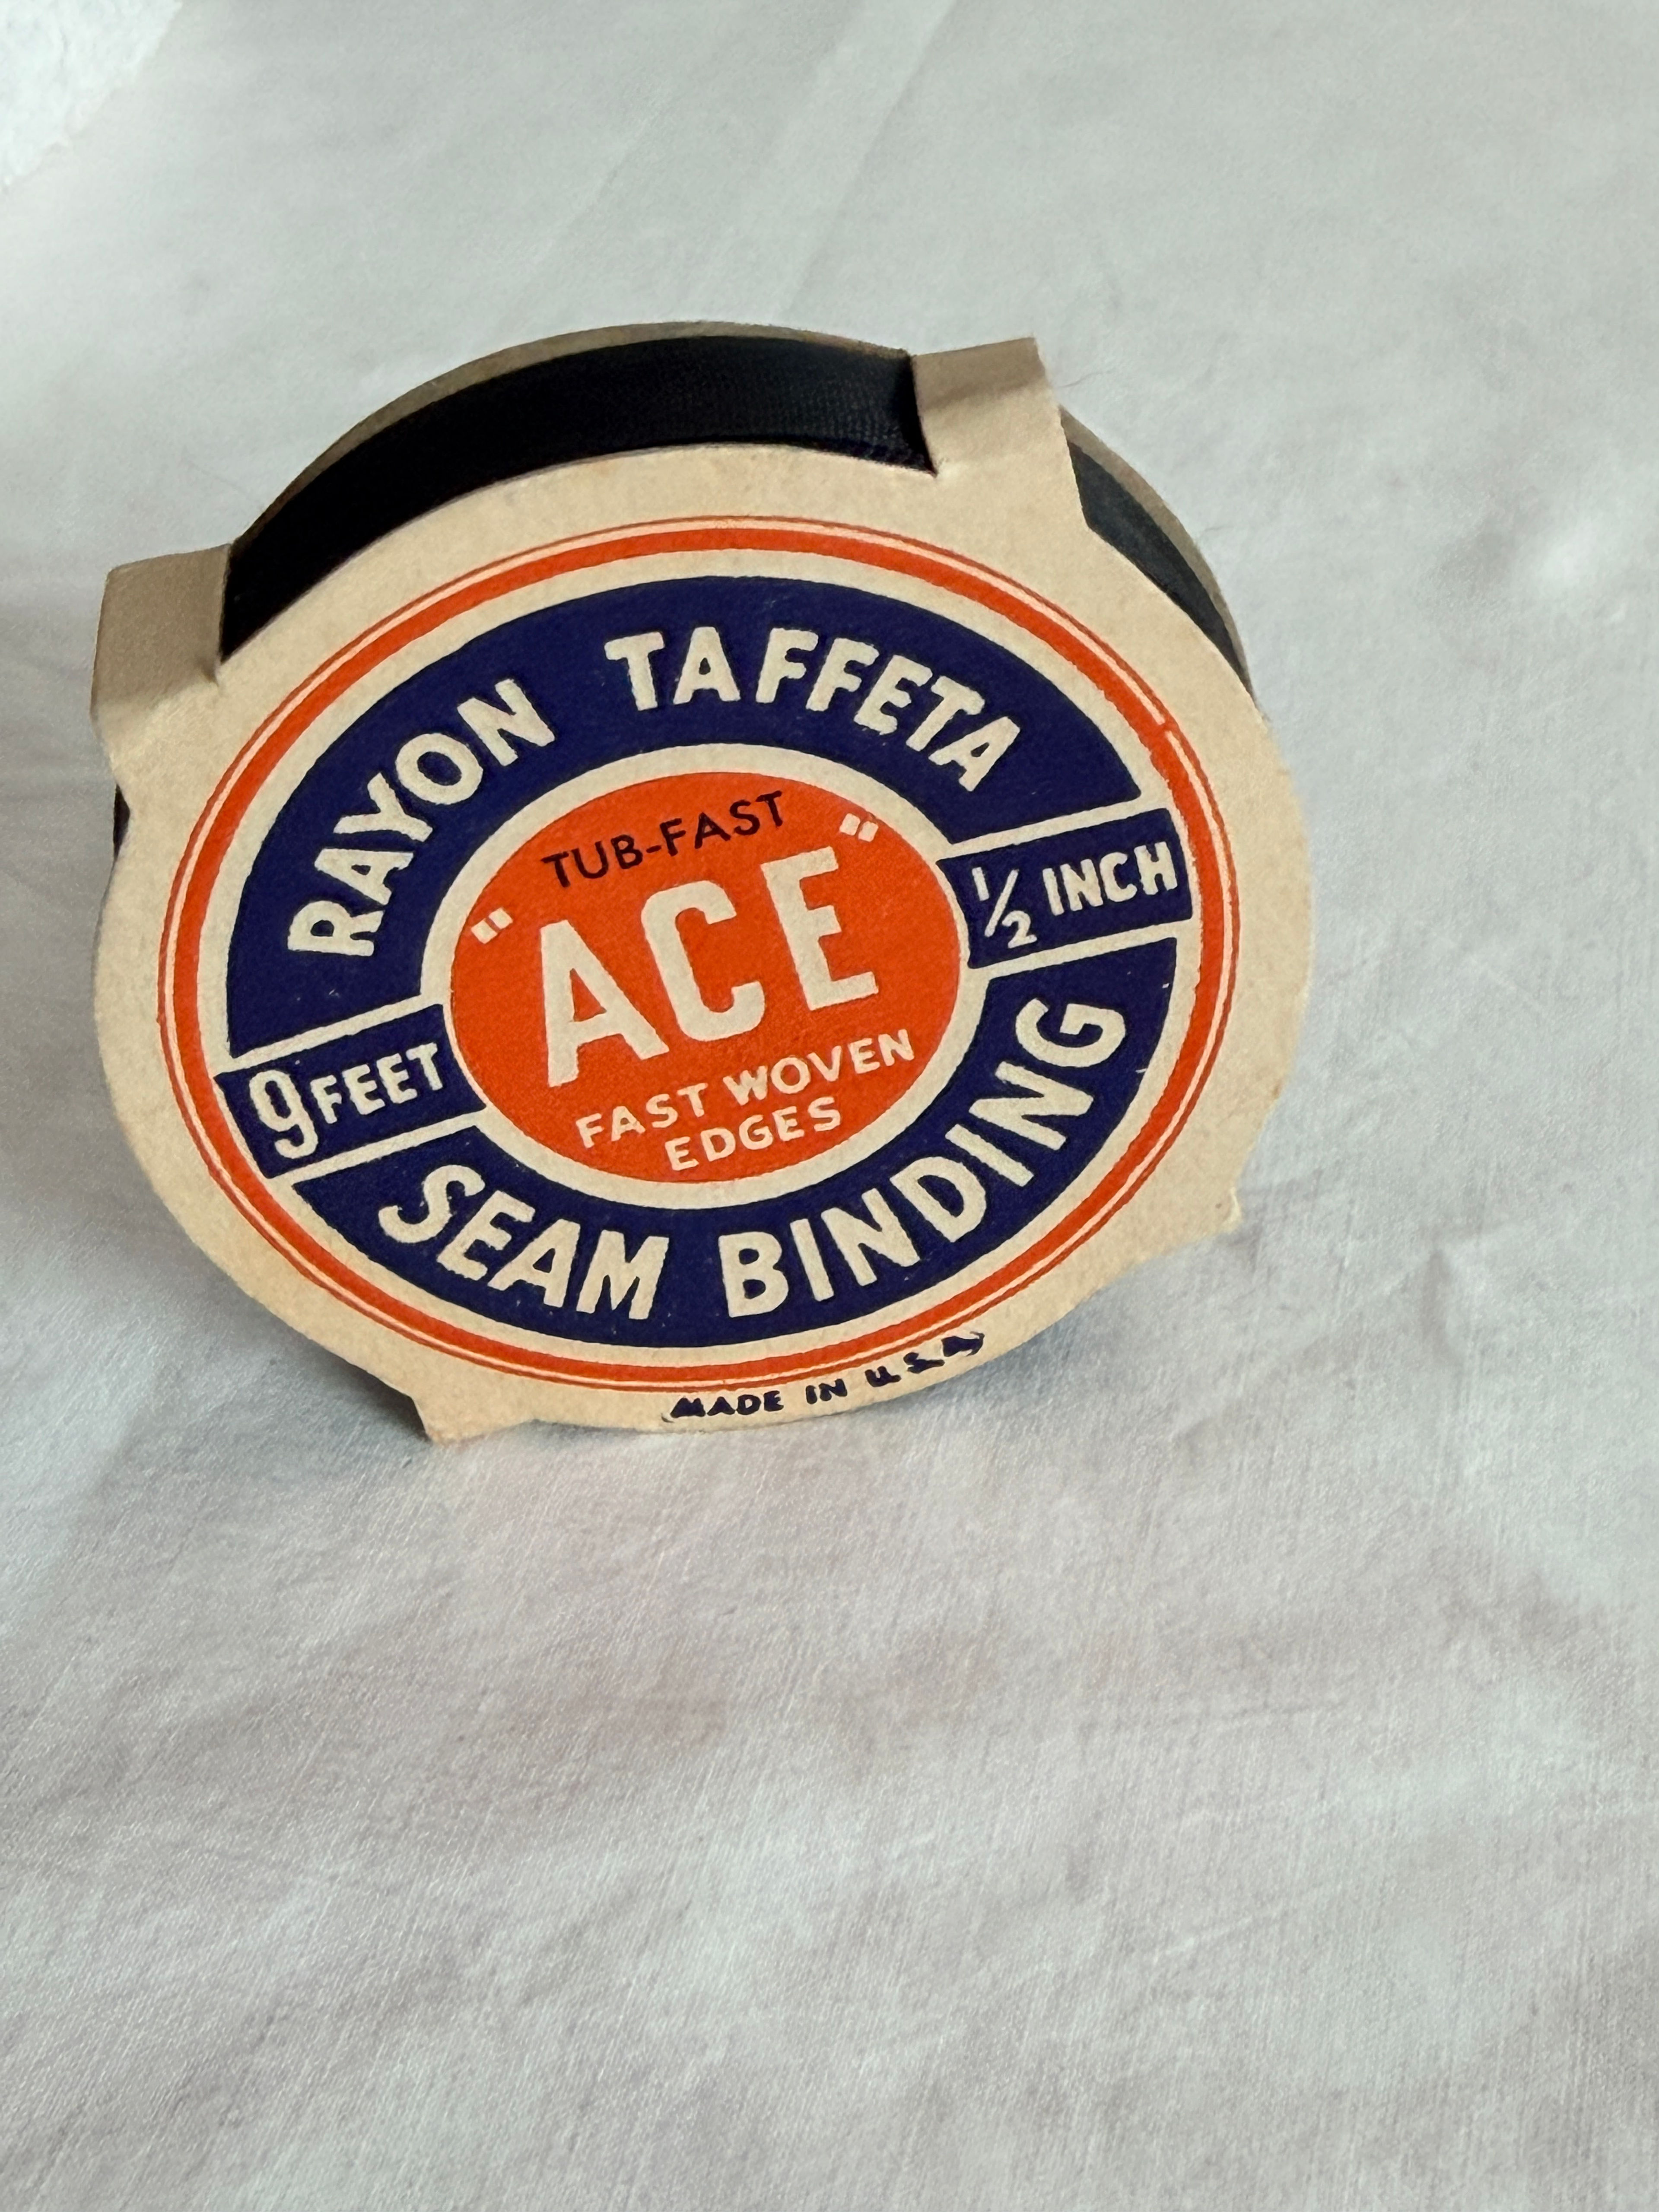 RAYON TAFFETA
TUB-FAST
"ACE"
FAST WOVEN
EDGES
1/2 INCH
9 FEET
SEAM BINDING
MADE IN U.S.A.